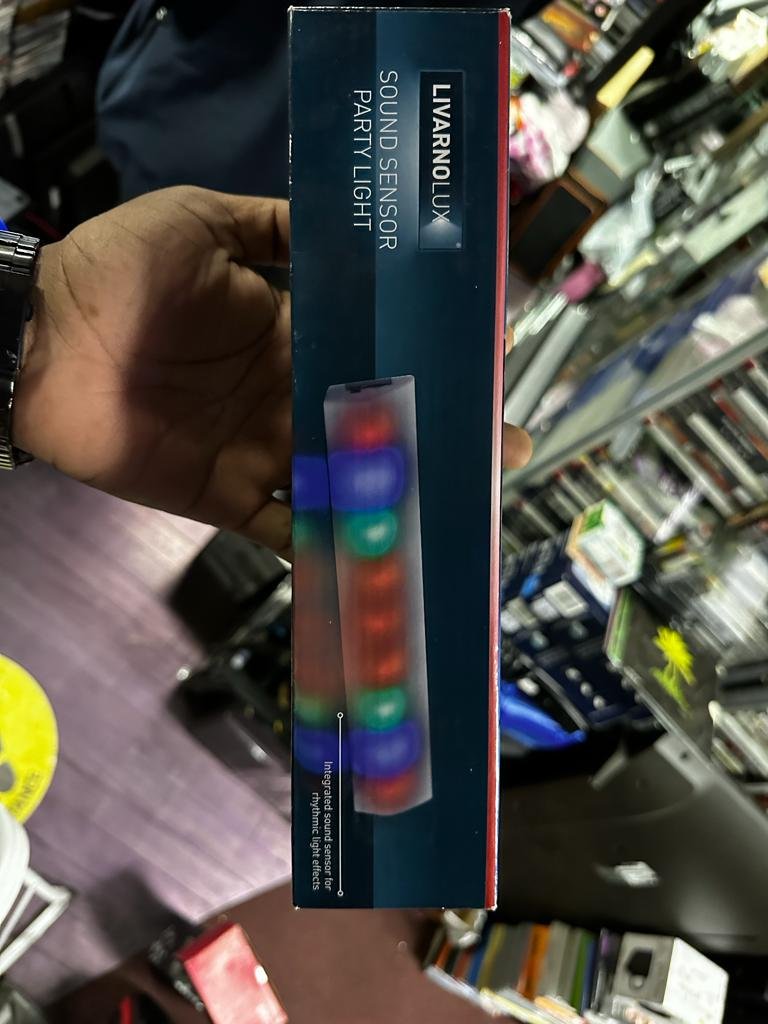 LIVARNOLUX
SOUND SENSOR
PARTY LIGHT
Integrated sound sensor for
rhythmic light effects